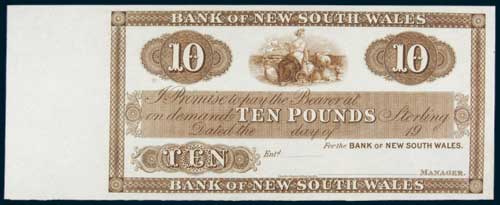 BANK OF NEW SOUTH WALES
10 10
I Promise to pay the Bearer at
on demand TEN POUNDS Sterling
Dated the day of 19
For the BANK OF NEW SOUTH WALES.
TEN Entd.
MANAGER.
BANK OF NEW SOUTH WALES